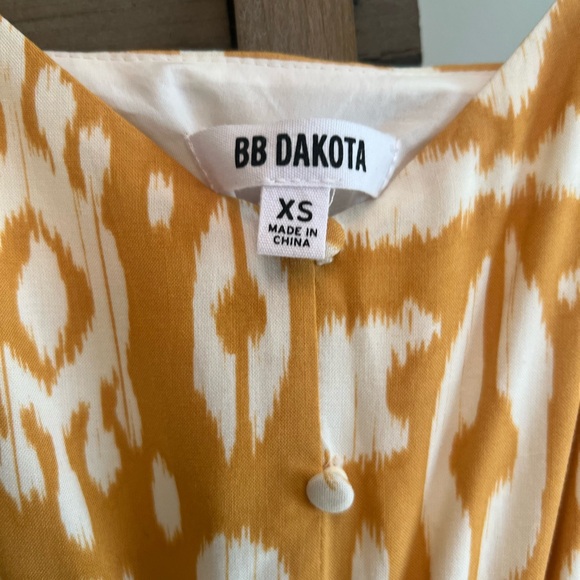 BB DAKOTA
XS
MADE IN
CHINA